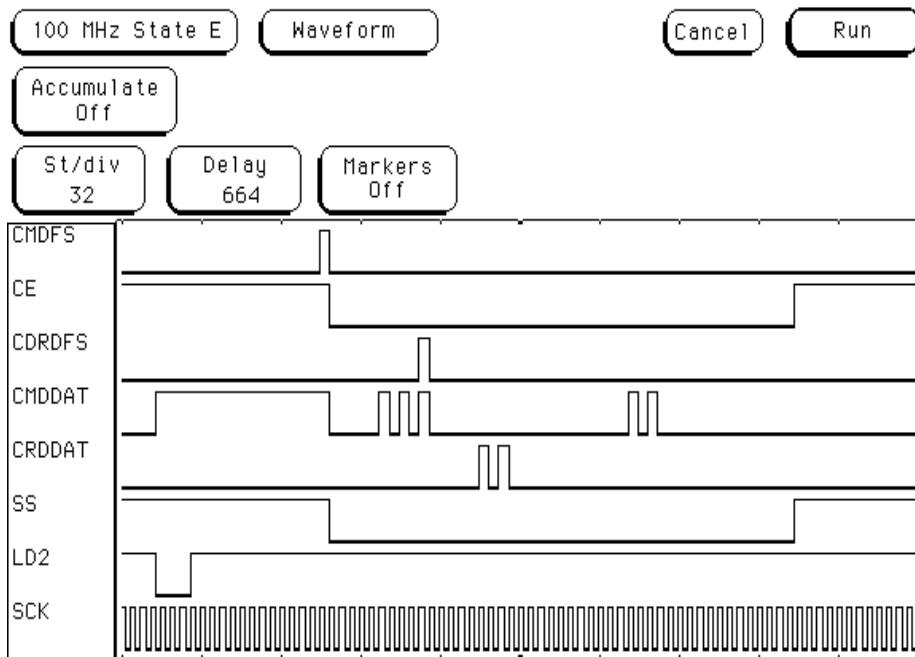 100 MHz State E Waveform Cancel Run
Accumulate
Off
St/div Delay Markers
32 664 Off
CMDFS
CE
CDRDFS
CMDDAT
CRDDAT
SS
LD2
SCK